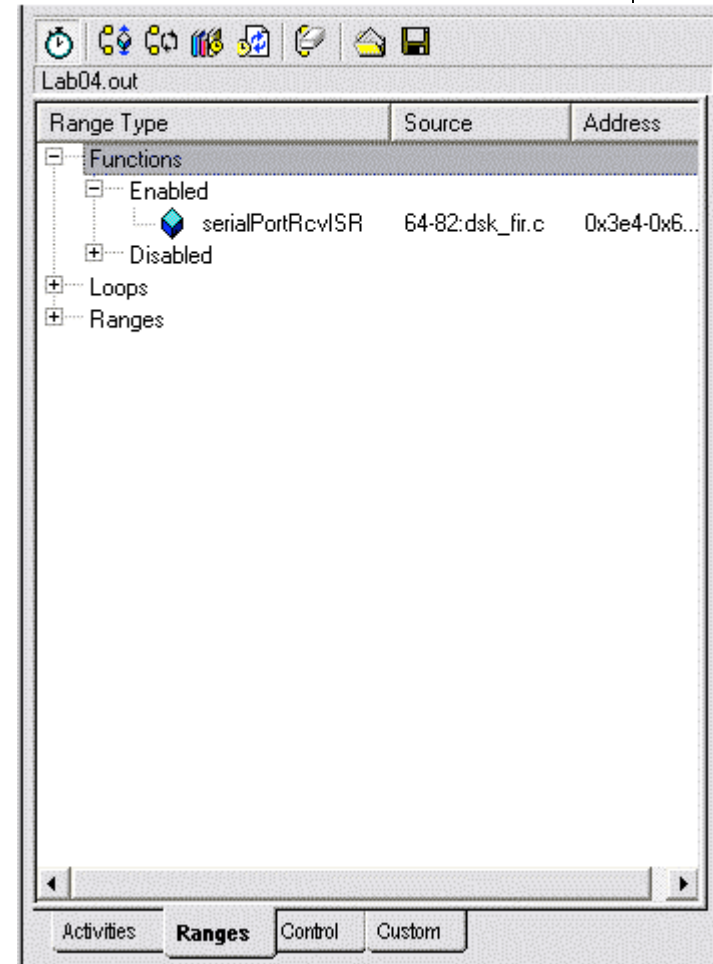 Lab04.out
Range Type Source Address
Functions
Enabled
serialPortRcvISR 64-82:dsk_fir.c 0x3e4-0x6...
Disabled
Loops
Ranges
Activities Ranges Control Custom